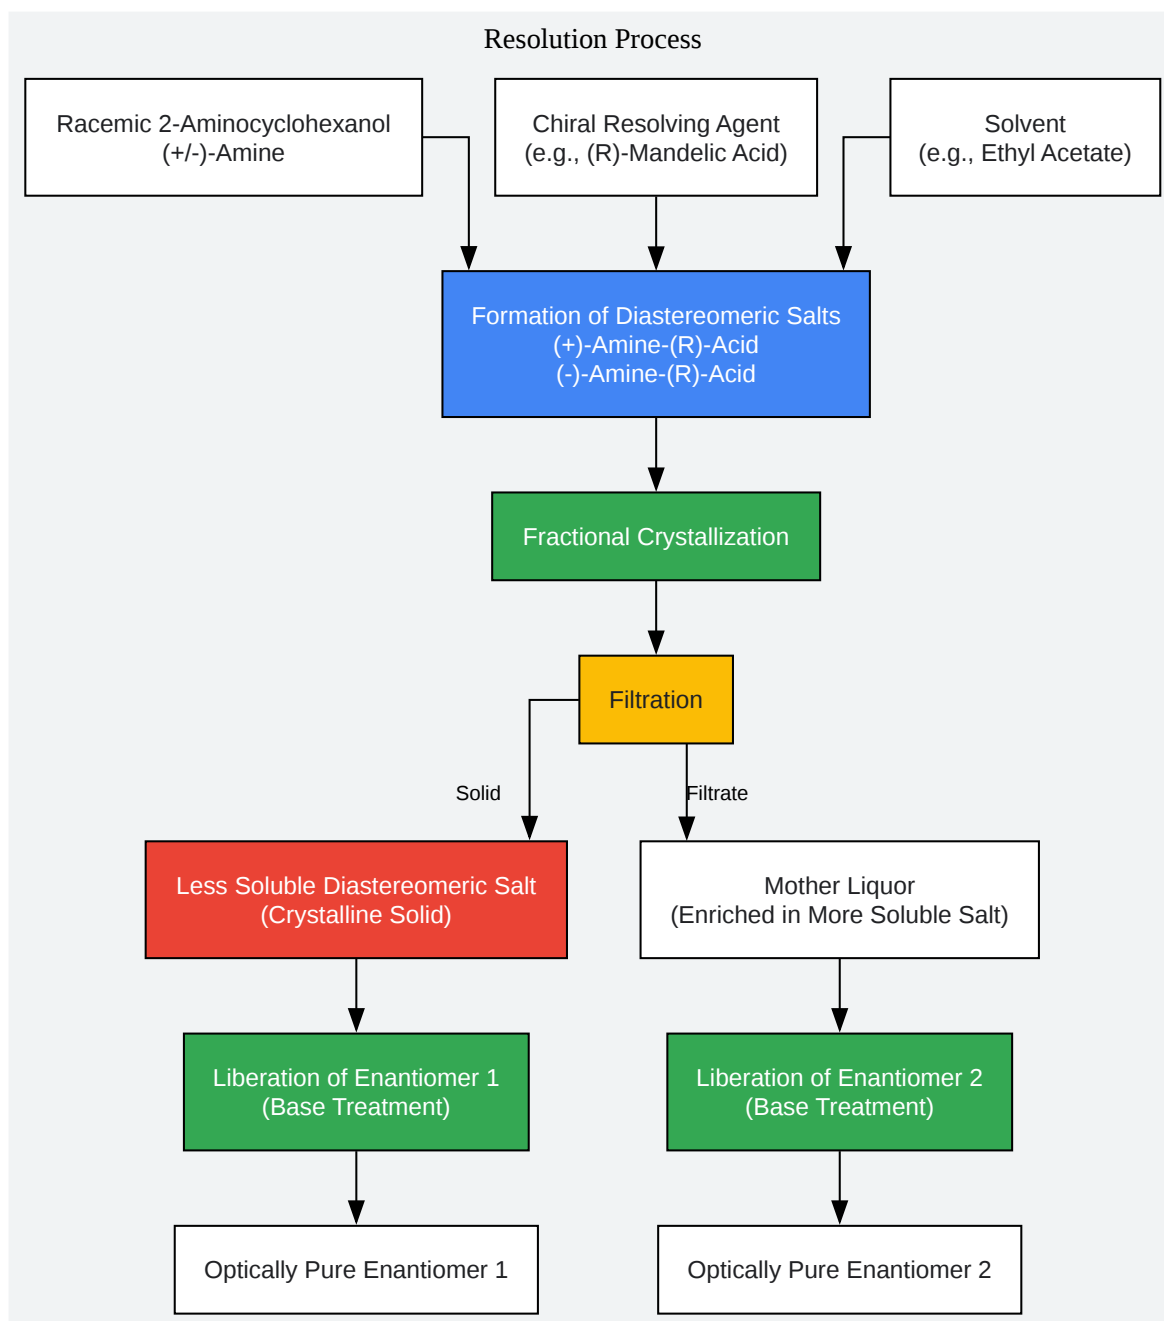 Resolution Process
Racemic 2-Aminocyclohexanol
(+/-)-Amine
Chiral Resolving Agent
(e.g., (R)-Mandelic Acid)
Solvent
(e.g., Ethyl Acetate)
Formation of Diastereomeric Salts
(+)-Amine-(R)-Acid
(-)-Amine-(R)-Acid
Fractional Crystallization
Filtration
Solid
Filtrate
Less Soluble Diastereomeric Salt
(Crystalline Solid)
Mother Liquor
(Enriched in More Soluble Salt)
Liberation of Enantiomer 1
(Base Treatment)
Liberation of Enantiomer 2
(Base Treatment)
Optically Pure Enantiomer 1
Optically Pure Enantiomer 2